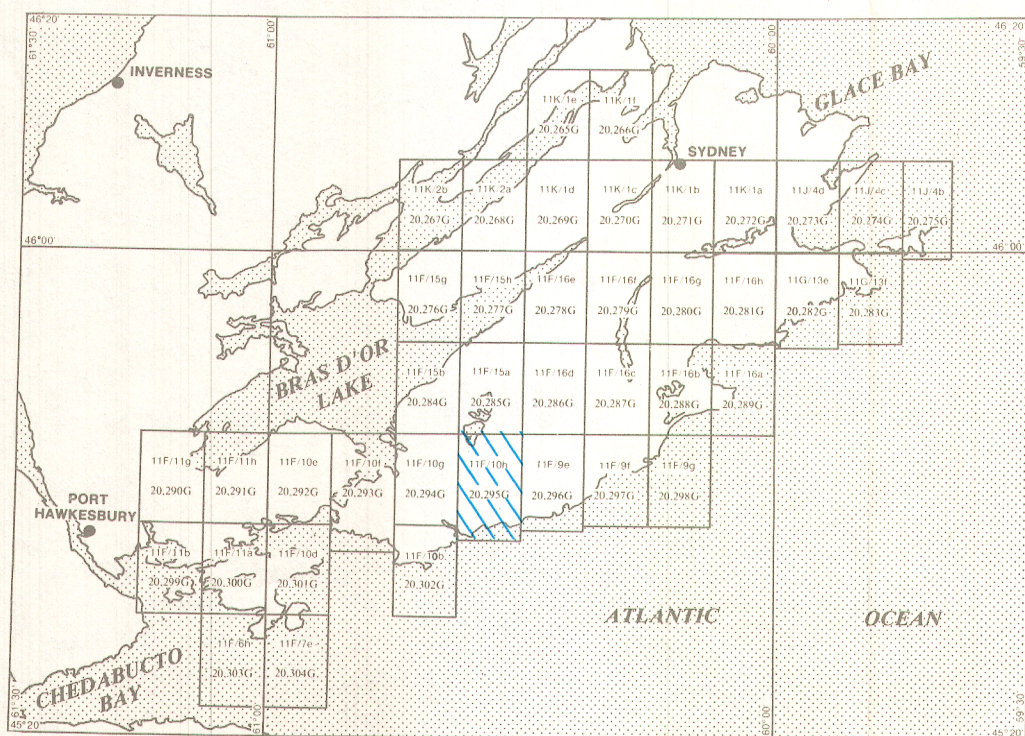 46°20'
61°30'
61°00
60°00
46 20'
59°30'
INVERNESS
GLACE BAY
11K/1e
20,265G
11K/1f
20,266G
SYDNEY
11K/2b
20,267G
11K/2a
20,268G
11K/1d
20,269G
11K/1c
20,270G
11K/1b
20,271G
11K/1a
20,272G
11J/4d
20,273G
11J/4c
20,274G
11J/4b
20,275G
46°00
46°00
11F/15g
20,276G
11F/15h
20,277G
11F/16e
20,278G
11F/16f
20,279G
11F/16g
20,280G
11F/16h
20,281G
11G/13e
20,282G
11G/13f
20,283G
BRAS D'OR
LAKE
11F/15b
20,284G
11F/15a
20,285G
11F/16d
20,286G
11F/16c
20,287G
11F/16b
20,288G
11F/16a
20,289G
11F/11g
20,290G
11F/11h
20,291G
11F/10e
20,292G
11F/10f
20,293G
11F/10g
20,294G
11F/10h
20,295G
11F/9e
20,296G
11F/9f
20,297G
11F/9g
20,298G
PORT
HAWKESBURY
11F/11b
20,299G
11F/11a
20,300G
11F/10d
20,301G
11F/10b
20,302G
ATLANTIC OCEAN
11F/6h
20,303G
11F/7e
20,304G
CHEDABUCTO
BAY
61°30'
45°20
61°00
60°00
59°30'
45°20'